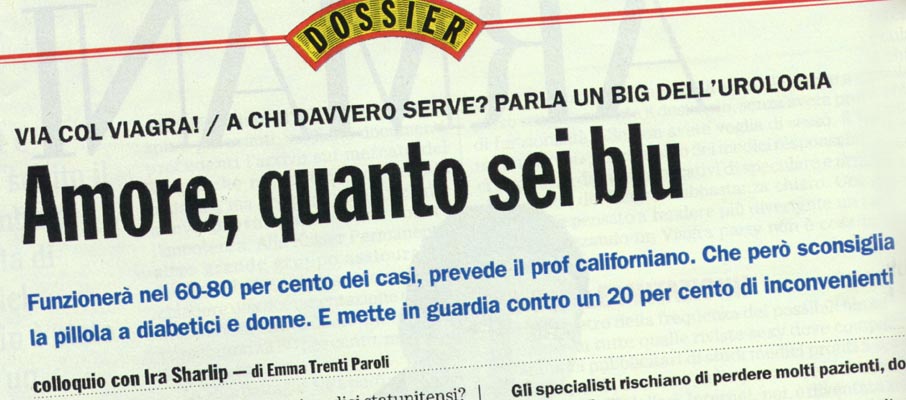 DOSSIER
VIA COL VIAGRA! / A CHI DAVVERO SERVE? PARLA UN BIG DELL'UROLOGIA
Amore, quanto sei blu
Funzionerà nel 60-80 per cento dei casi, prevede il prof californiano. Che però sconsiglia
la pillola a diabetici e donne. E mette in guardia contro un 20 per cento di inconvenienti
colloquio con Ira Sharlip — di Emma Trenti Paroli
Gli specialisti rischiano di perdere molti pazienti, do